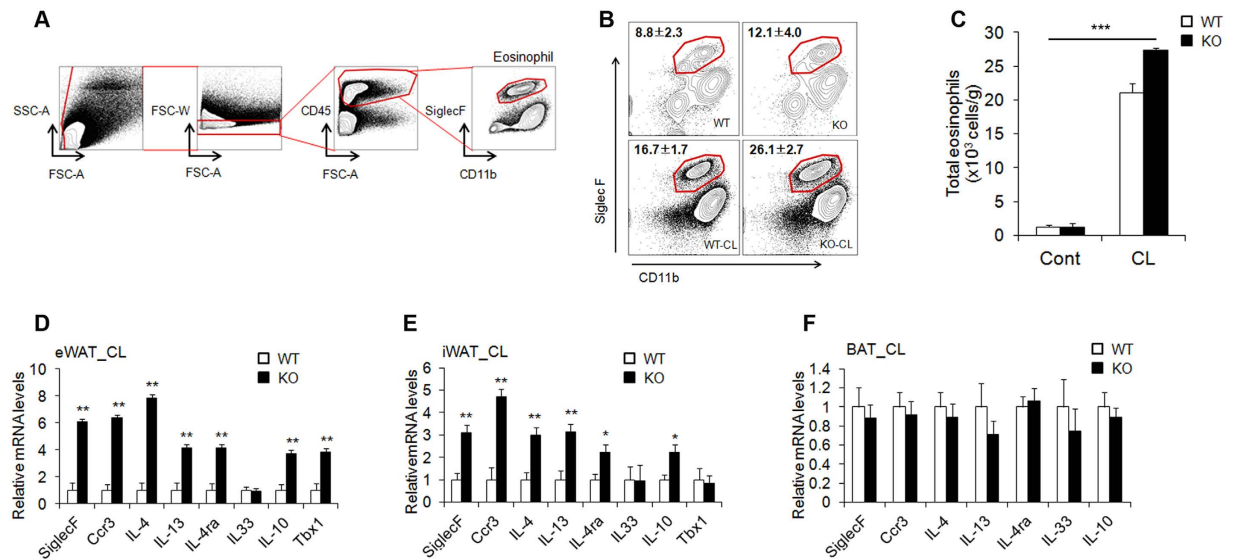 A
SSC-A
FSC-A
FSC-W
FSC-A
CD45
FSC-A
Eosinophil
SiglecF
CD11b
B
8.8±2.3
WT
12.1±4.0
KO
16.7±1.7
WT-CL
26.1±2.7
KO-CL
Siglec F
CD11b
C
WT
KO
***
Total eosinophils
(x10³ cells/g)
35
30
25
20
15
10
5
0
Cont CL
D
eWAT_CL
WT
KO
Relative mRNA levels
10
8
6
4
2
0
** ** ** ** ** ** **
SiglecF Ccr3 IL-4 IL-13 IL-4ra IL33 IL-10 Tbx1
E
iWAT_CL
WT
KO
Relative mRNA levels
6
5
4
3
2
1
0
** ** ** ** * *
SiglecF Ccr3 IL-4 IL-13 IL-4ra IL33 IL-10 Tbx1
F
BAT_CL
WT
KO
Relative mRNA levels
1.4
1.2
1
0.8
0.6
0.4
0.2
0
SiglecF Ccr3 IL-4 IL-13 IL-4ra IL-33 IL-10